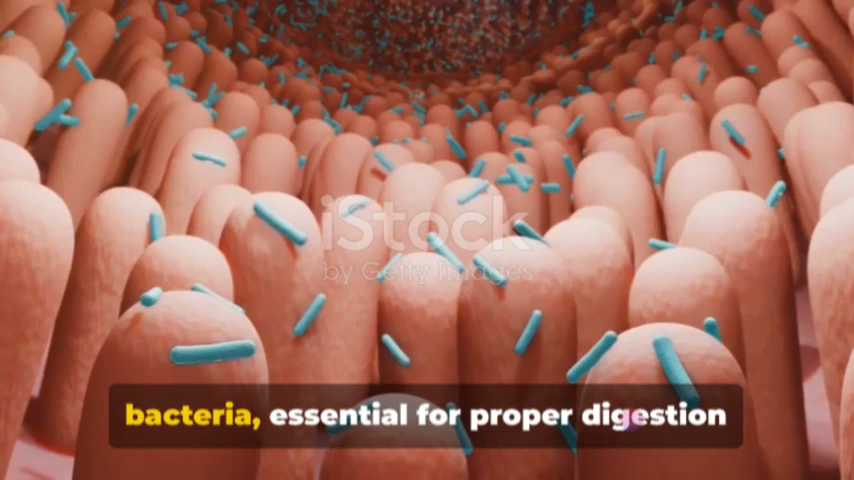 iStock
by Getty Images
bacteria, essential for proper digestion